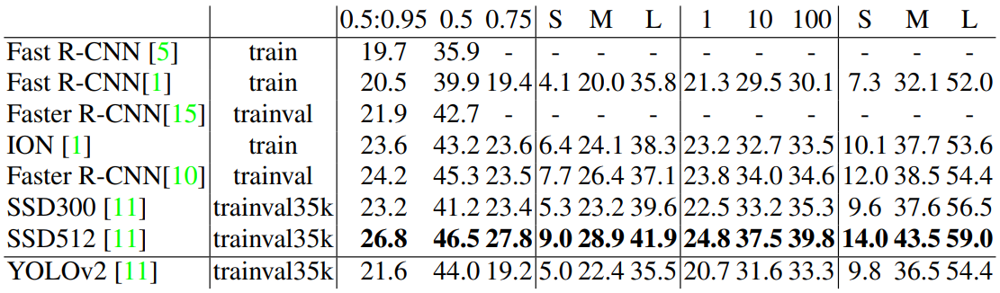 0.5:0.95 0.5 0.75 S M L 1 10 100 S M L
Fast R-CNN [5] train 19.7 35.9 - - - - - - - - - -
Fast R-CNN[1] train 20.5 39.9 19.4 4.1 20.0 35.8 21.3 29.5 30.1 7.3 32.1 52.0
Faster R-CNN[15] trainval 21.9 42.7 - - - - - - - - - -
ION [1] train 23.6 43.2 23.6 6.4 24.1 38.3 23.2 32.7 33.5 10.1 37.7 53.6
Faster R-CNN[10] trainval 24.2 45.3 23.5 7.7 26.4 37.1 23.8 34.0 34.6 12.0 38.5 54.4
SSD300 [11] trainval35k 23.2 41.2 23.4 5.3 23.2 39.6 22.5 33.2 35.3 9.6 37.6 56.5
SSD512 [11] trainval35k 26.8 46.5 27.8 9.0 28.9 41.9 24.8 37.5 39.8 14.0 43.5 59.0
YOLOv2 [11] trainval35k 21.6 44.0 19.2 5.0 22.4 35.5 20.7 31.6 33.3 9.8 36.5 54.4